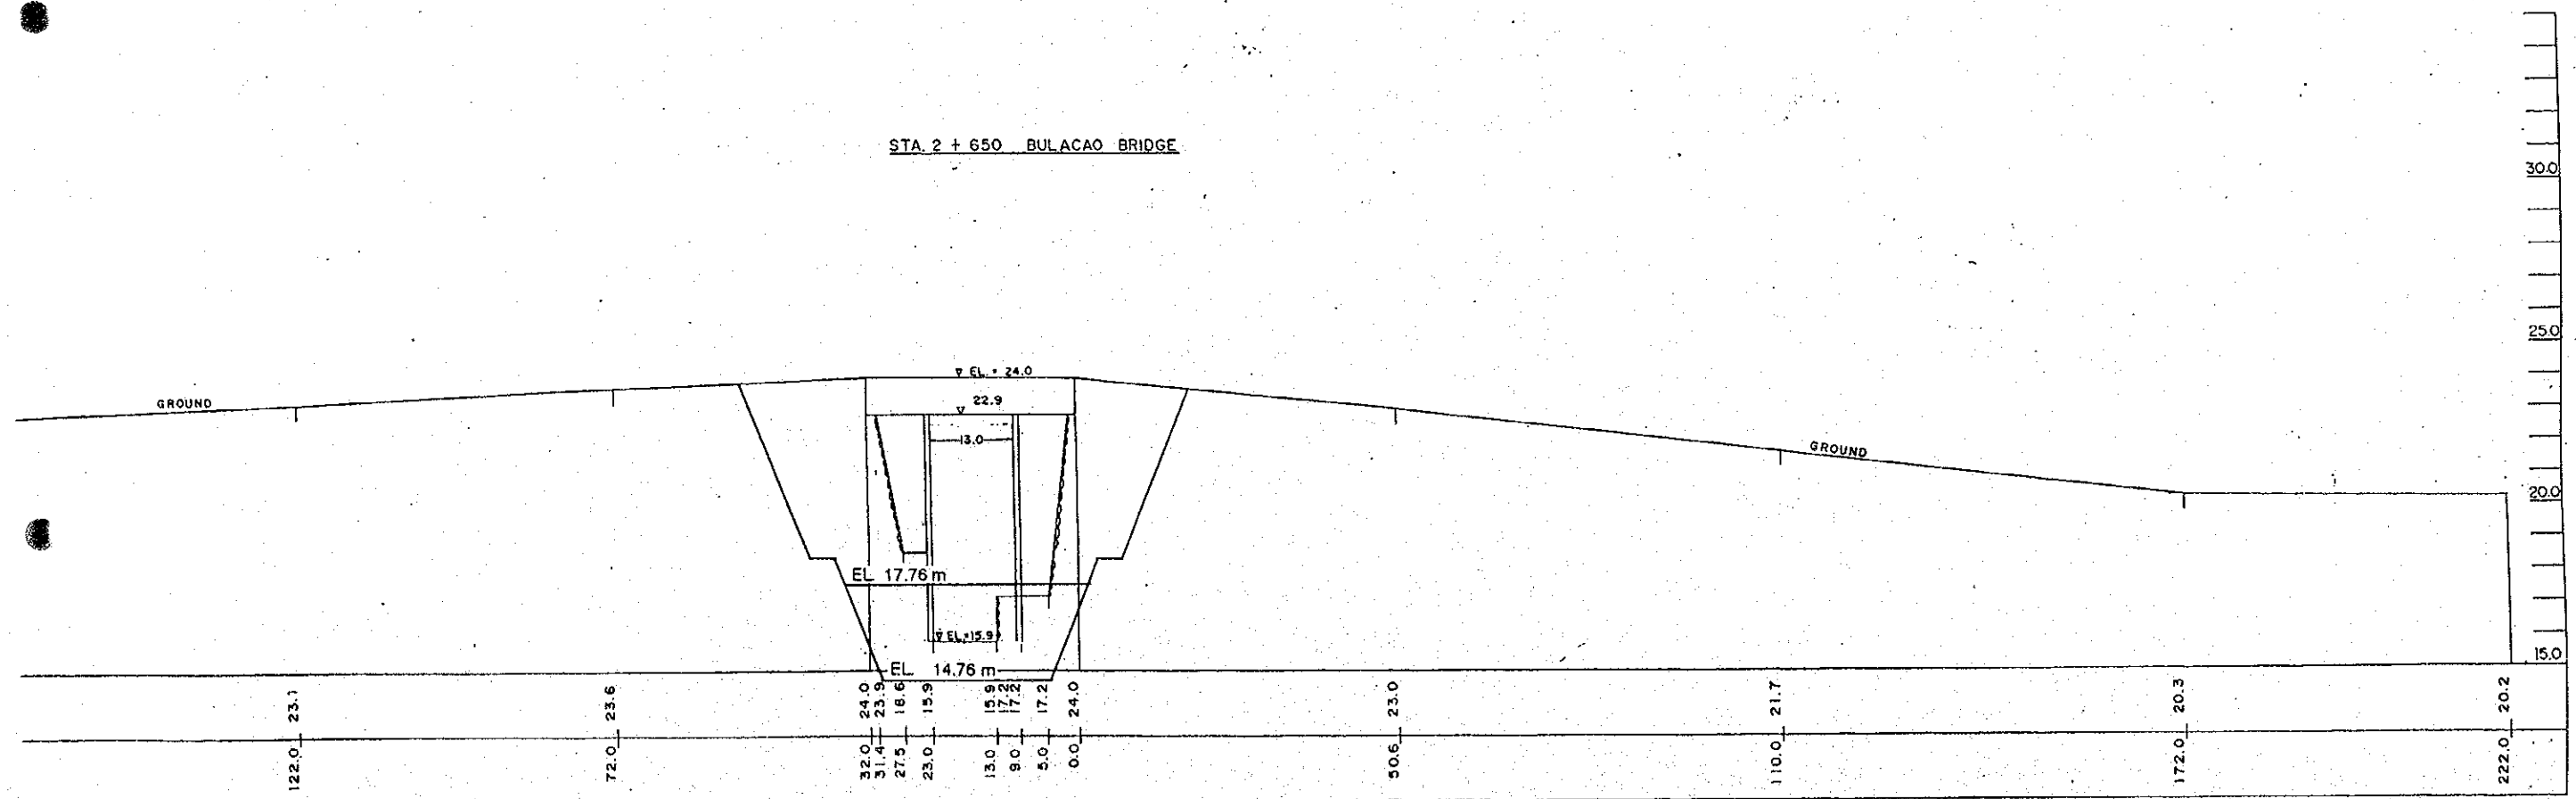 STA. 2 + 650 BULACAO BRIDGE
30.0
25.0
▽ EL. = 24.0
22.9
GROUND
13.0
GROUND
20.0
EL. 17.76 m
▽ EL.=15.9
15.0
EL. 14.76 m
23.1 23.6 24.0 23.9 18.6 15.9 15.9 17.2 17.2 17.2 24.0 23.0 21.7 20.3 20.2
122.0 72.0 32.0 31.4 27.5 23.0 13.0 9.0 5.0 0.0 50.6 110.0 172.0 222.0